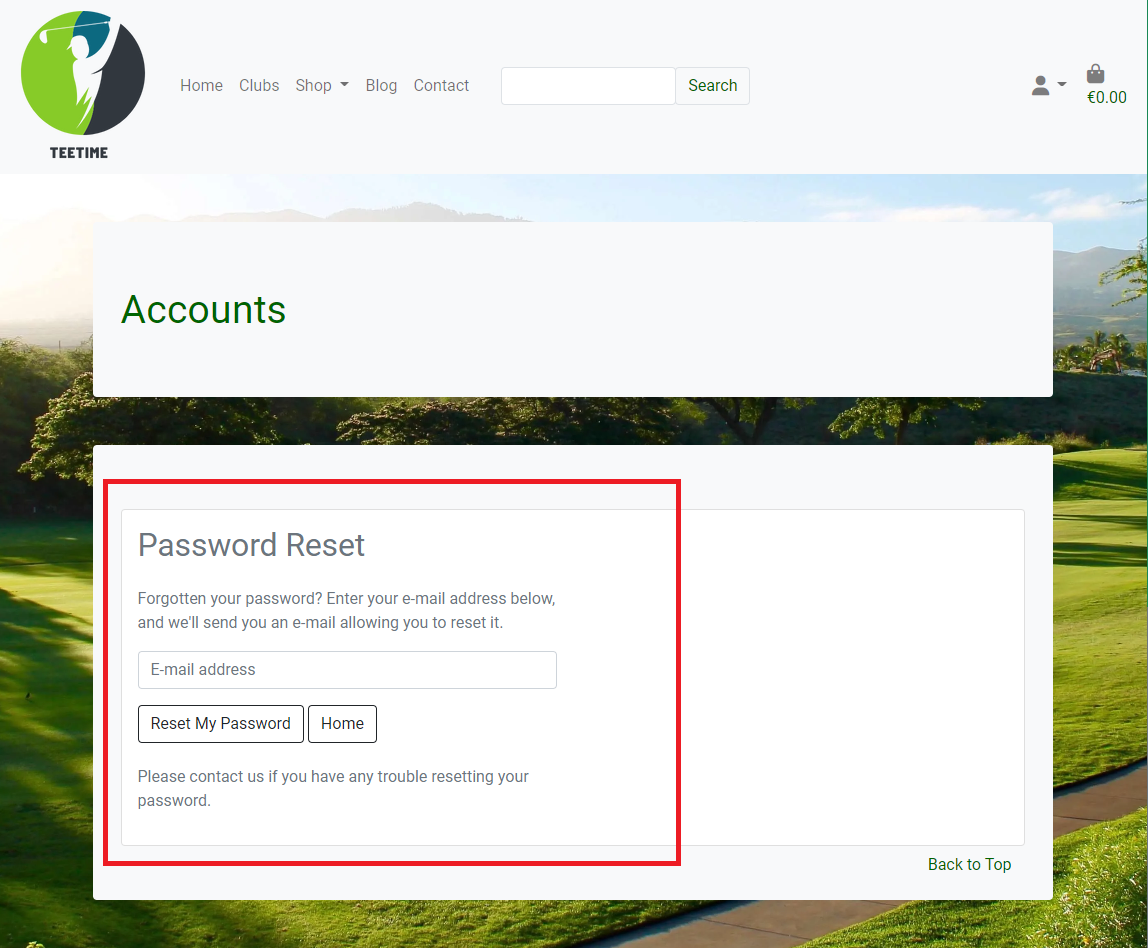 TEETIME
Home Clubs Shop Blog Contact Search
€0.00
Accounts
Password Reset
Forgotten your password? Enter your e-mail address below,
and we'll send you an e-mail allowing you to reset it.
E-mail address
Reset My Password Home
Please contact us if you have any trouble resetting your
password.
Back to Top